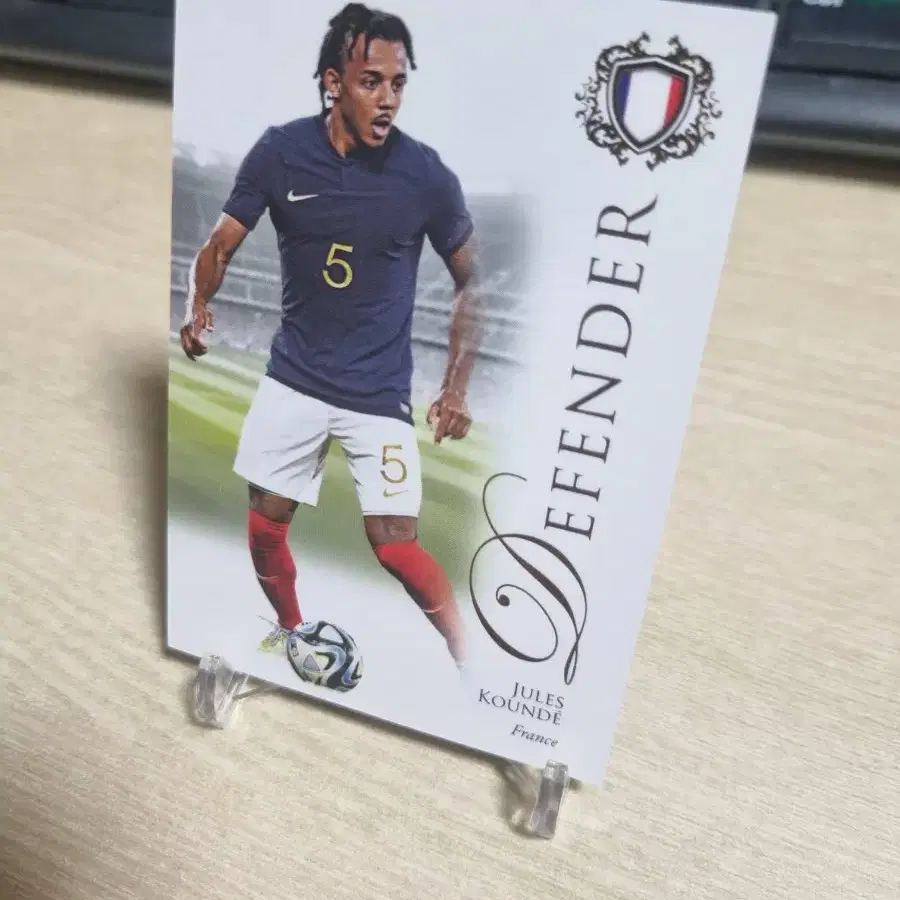 5
5
DEFENDER
JULES
KOUNDÉ
France